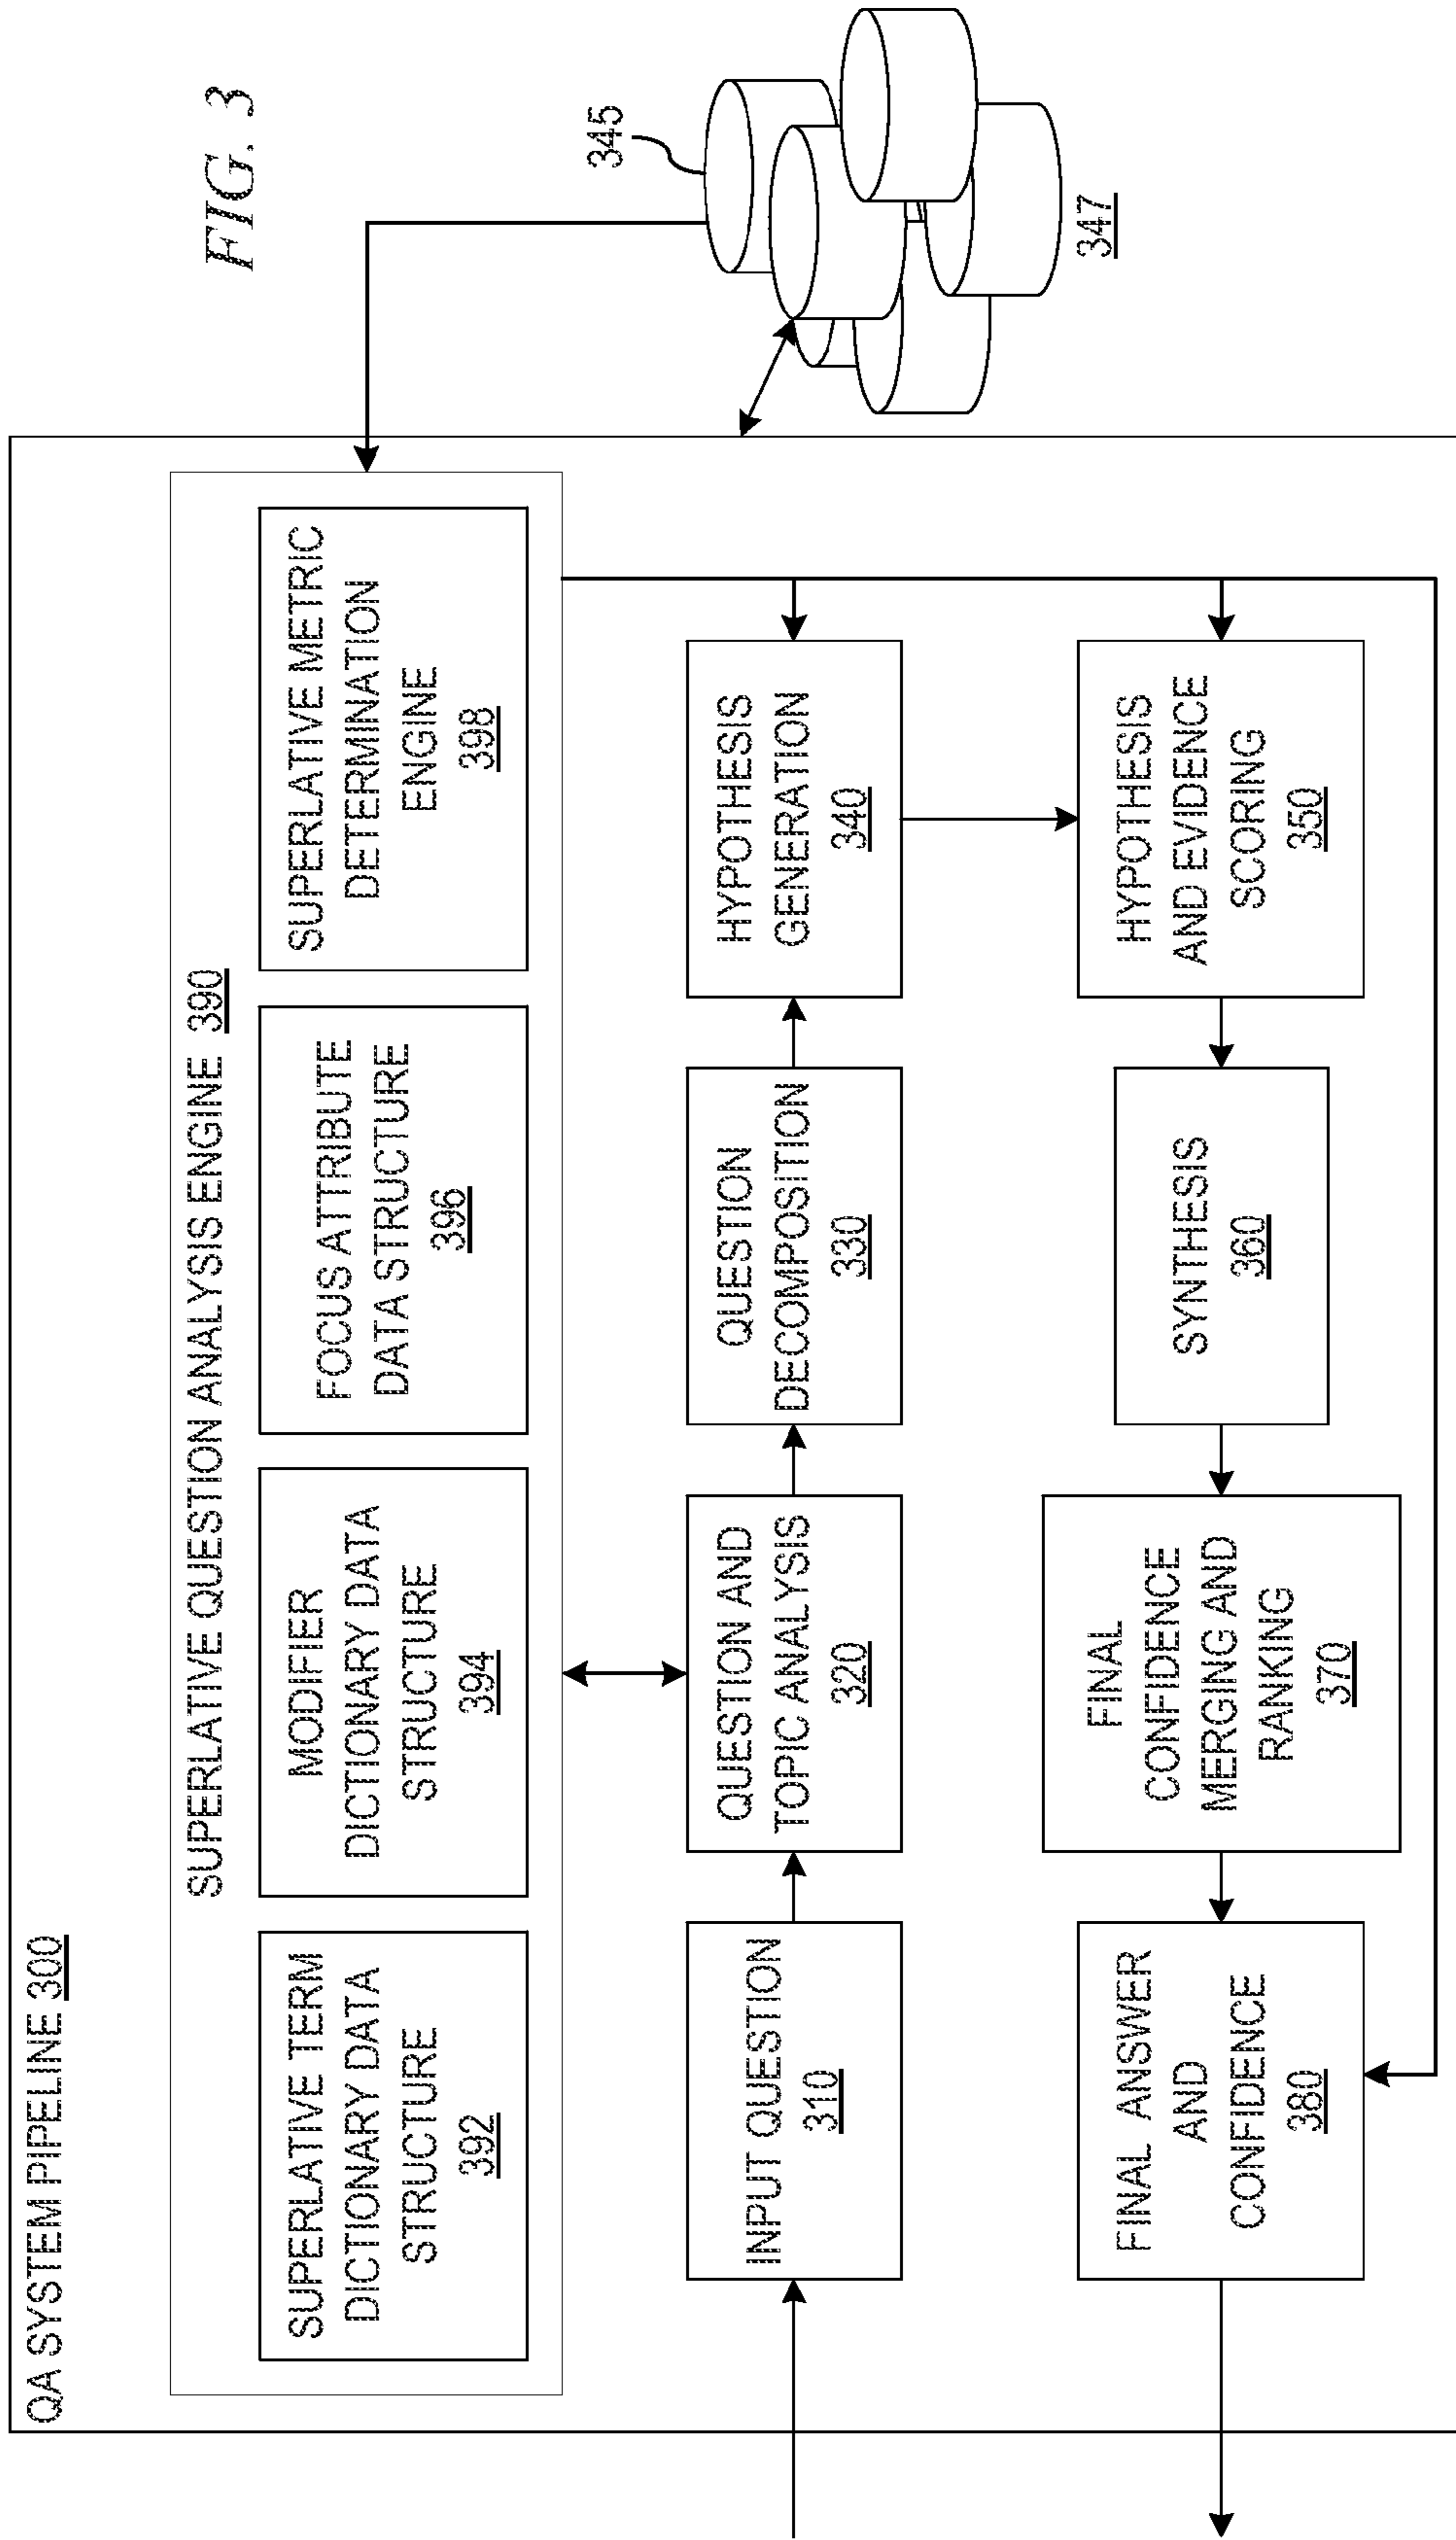 FIG. 3
QA SYSTEM PIPELINE 300
SUPERLATIVE QUESTION ANALYSIS ENGINE 390
SUPERLATIVE TERM
DICTIONARY DATA
STRUCTURE
392
MODIFIER
DICTIONARY DATA
STRUCTURE
394
FOCUS ATTRIBUTE
DATA STRUCTURE
396
SUPERLATIVE METRIC
DETERMINATION
ENGINE
398
345
347
INPUT QUESTION
310
QUESTION AND
TOPIC ANALYSIS
320
QUESTION
DECOMPOSITION
330
HYPOTHESIS
GENERATION
340
FINAL ANSWER
AND
CONFIDENCE
380
FINAL
CONFIDENCE
MERGING AND
RANKING
370
SYNTHESIS
360
HYPOTHESIS
AND EVIDENCE
SCORING
350